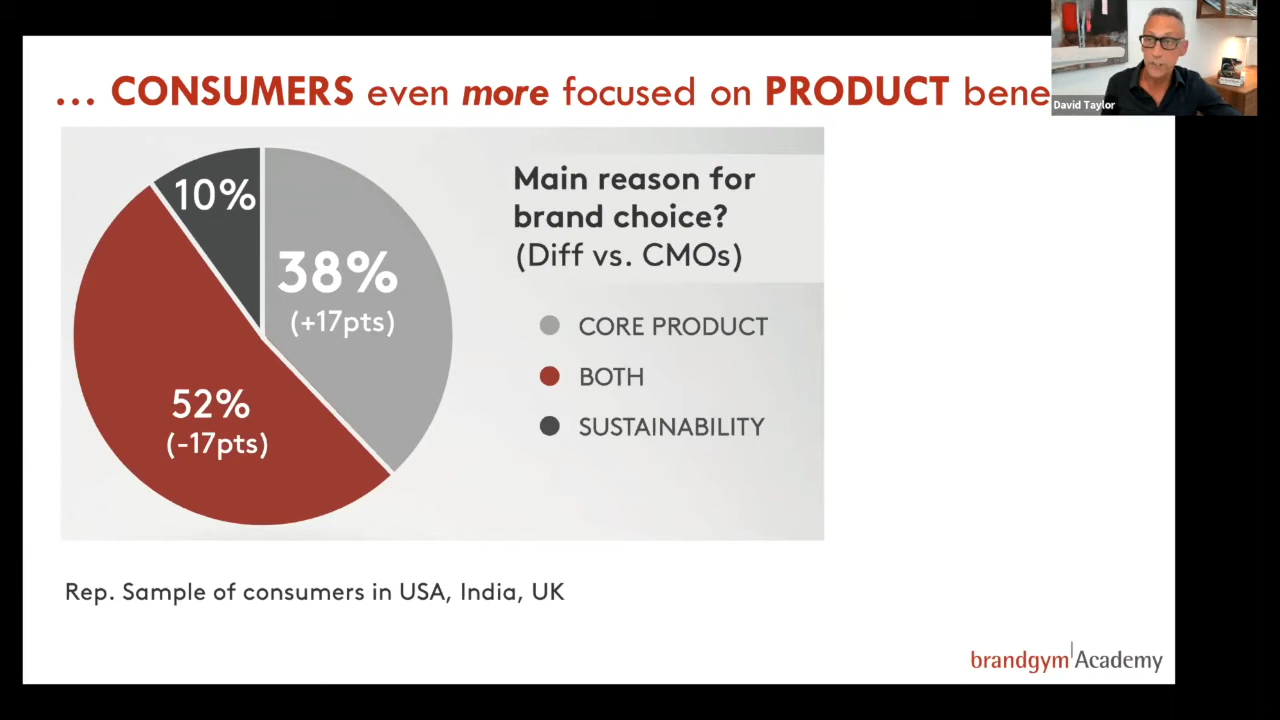 ... CONSUMERS even more focused on PRODUCT bene
David Taylor
10%
38%
(+17pts)
52%
(-17pts)
Main reason for
brand choice?
(Diff vs. CMOs)
CORE PRODUCT
BOTH
SUSTAINABILITY
Rep. Sample of consumers in USA, India, UK
brandgym Academy